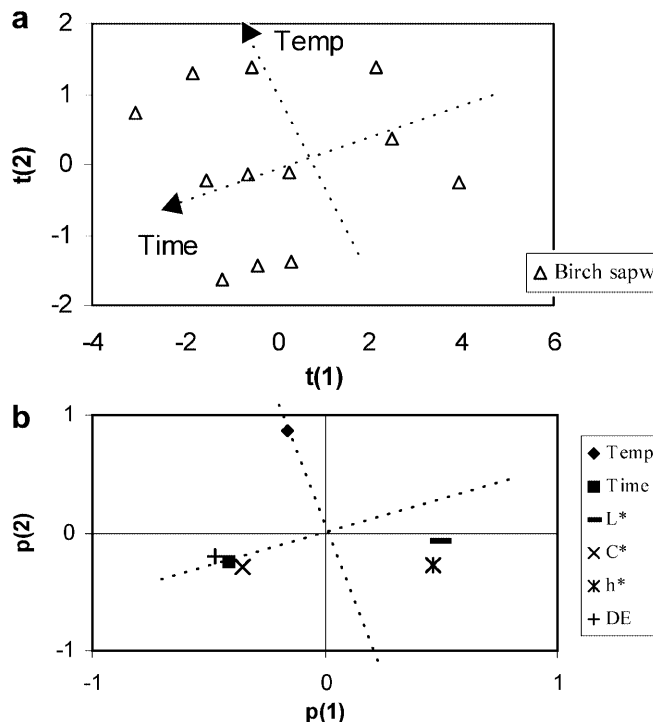 a
2
1
0
-1
-2
t(2)
Temp
Time
Birch sapw
-4
-2
0
2
4
6
t(1)
b
1
0
-1
p(2)
-1
0
1
p(1)
Temp
Time
L*
C*
h*
DE